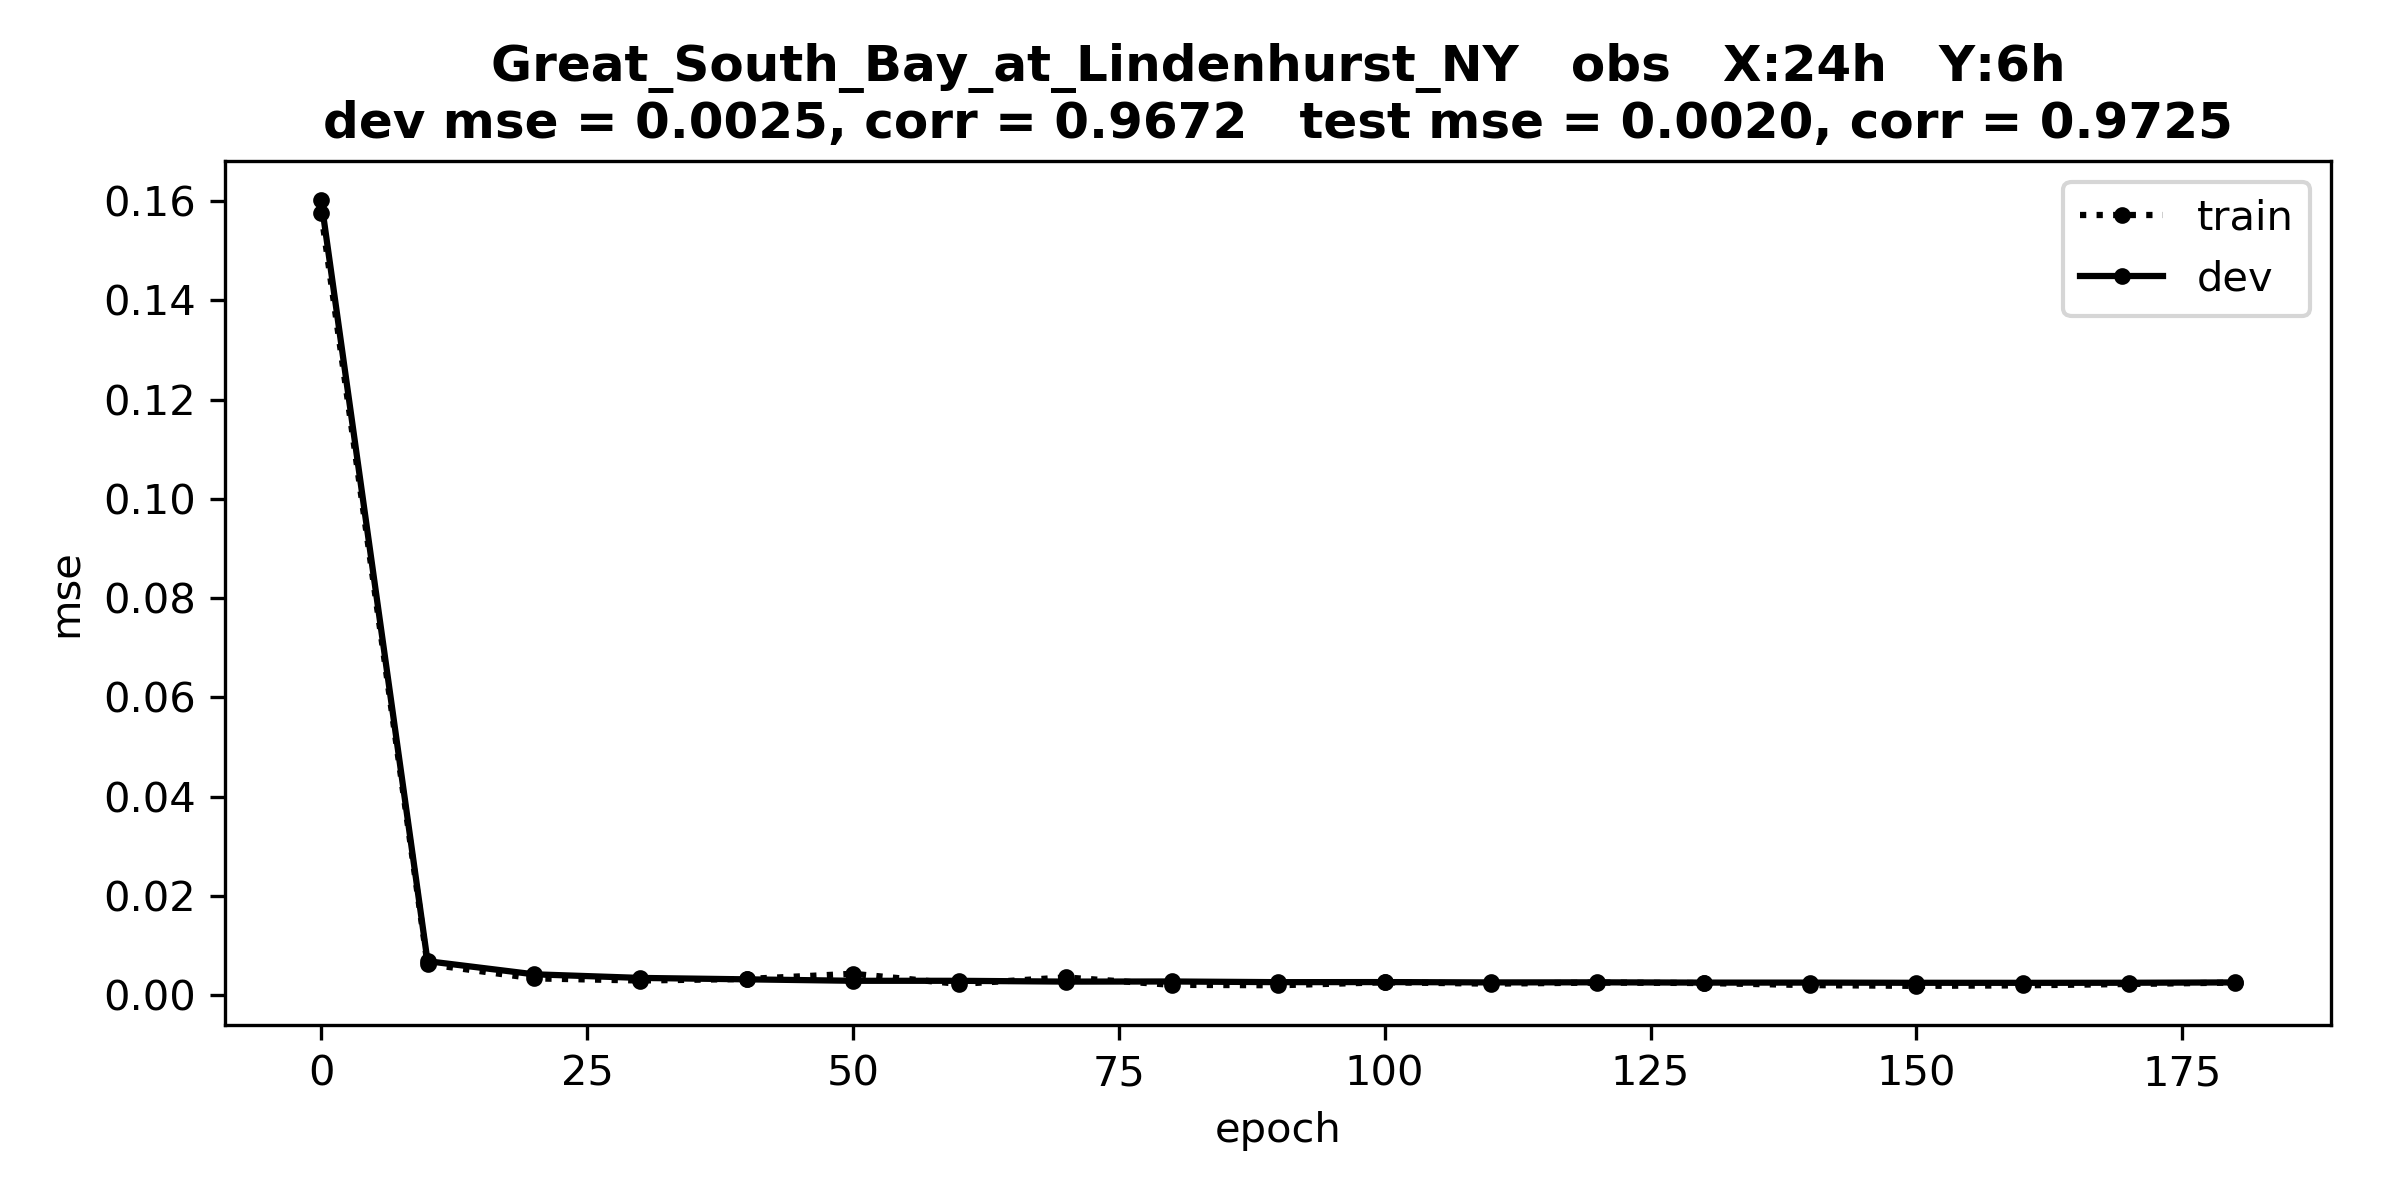 Great_South_Bay_at_Lindenhurst_NY   obs   X:24h   Y:6h
dev mse = 0.0025, corr = 0.9672   test mse = 0.0020, corr = 0.9725
train
dev
mse
0.16
0.14
0.12
0.10
0.08
0.06
0.04
0.02
0.00
0 25 50 75 100 125 150 175
epoch